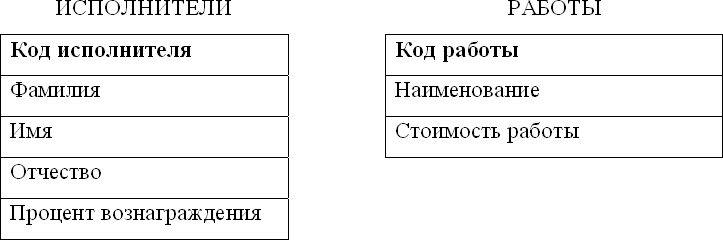 ИСПОЛНИТЕЛИ
Код исполнителя
Фамилия
Имя
Отчество
Процент вознаграждения
РАБОТЫ
Код работы
Наименование
Стоимость работы